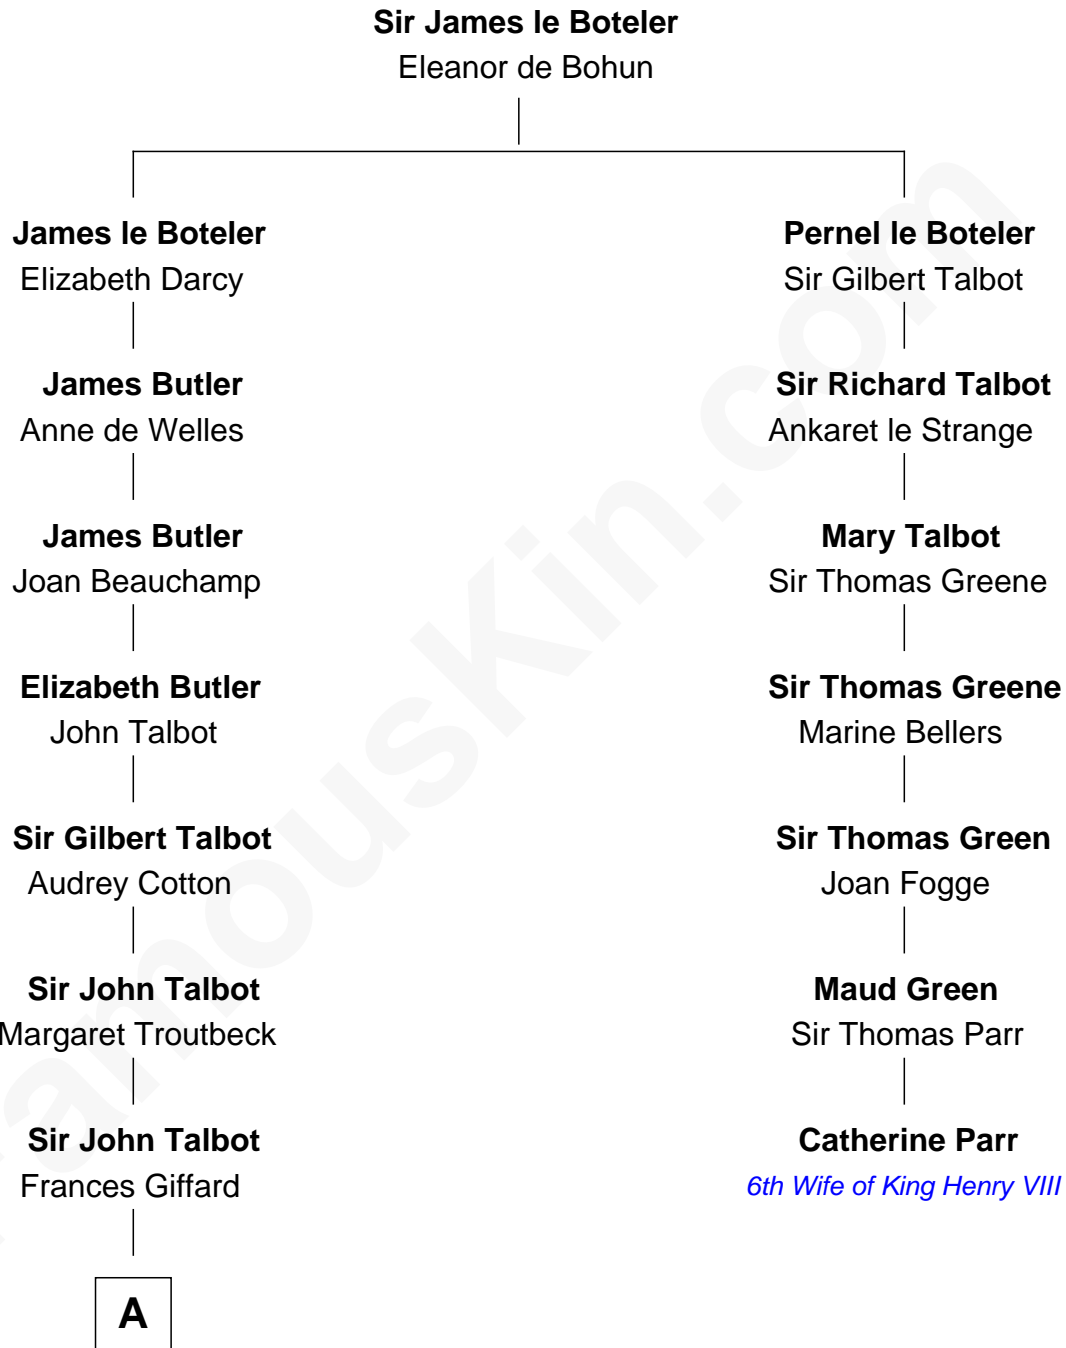 Sir James le Boteler
Eleanor de Bohun
James le Boteler
Elizabeth Darcy
Pernel le Boteler
Sir Gilbert Talbot
James Butler
Anne de Welles
Sir Richard Talbot
Ankaret le Strange
James Butler
Joan Beauchamp
Mary Talbot
Sir Thomas Greene
Elizabeth Butler
John Talbot
Sir Thomas Greene
Marine Bellers
Sir Gilbert Talbot
Audrey Cotton
Sir Thomas Green
Joan Fogge
Sir John Talbot
Margaret Troutbeck
Maud Green
Sir Thomas Parr
Sir John Talbot
Frances Giffard
Catherine Parr
6th Wife of King Henry VIII
A
FamousKin.com